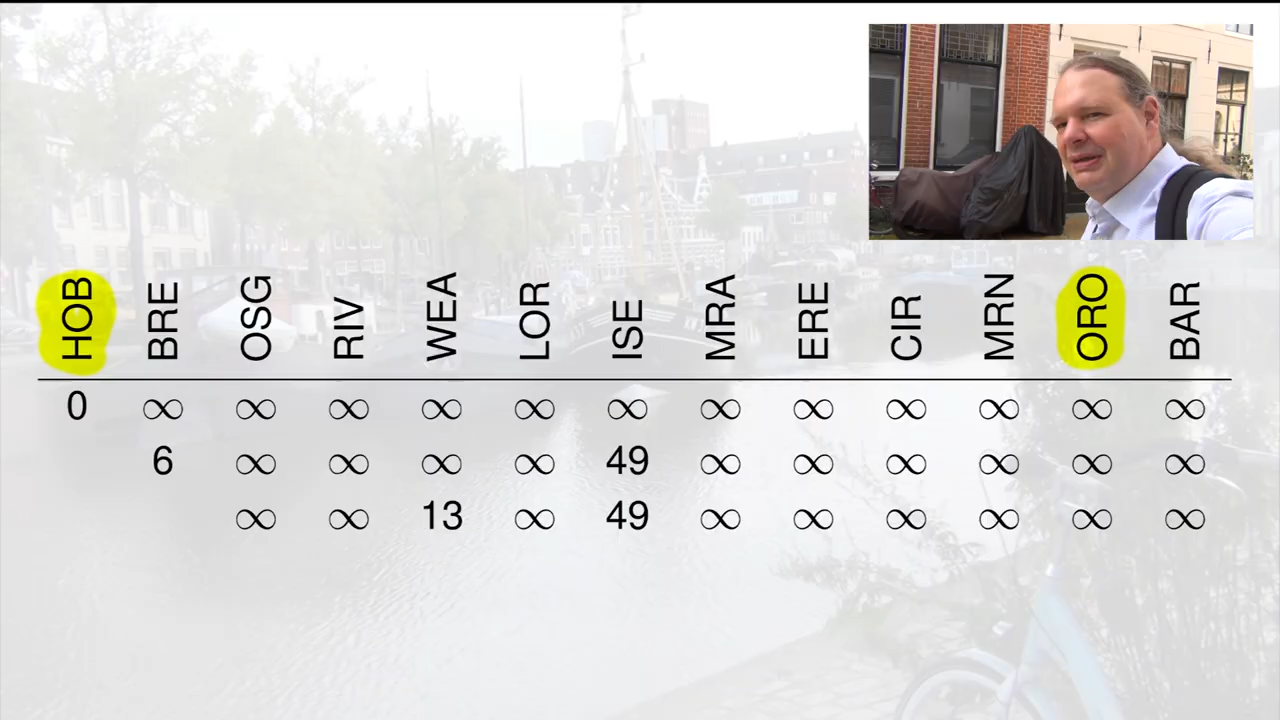 HOB BRE OSG RIV WEA LOR ISE MRA ERE CIR MRN ORO BAR
0 ∞ ∞ ∞ ∞ ∞ ∞ ∞ ∞ ∞ ∞ ∞ ∞
6 ∞ ∞ ∞ ∞ 49 ∞ ∞ ∞ ∞ ∞ ∞
∞ ∞ 13 ∞ 49 ∞ ∞ ∞ ∞ ∞ ∞